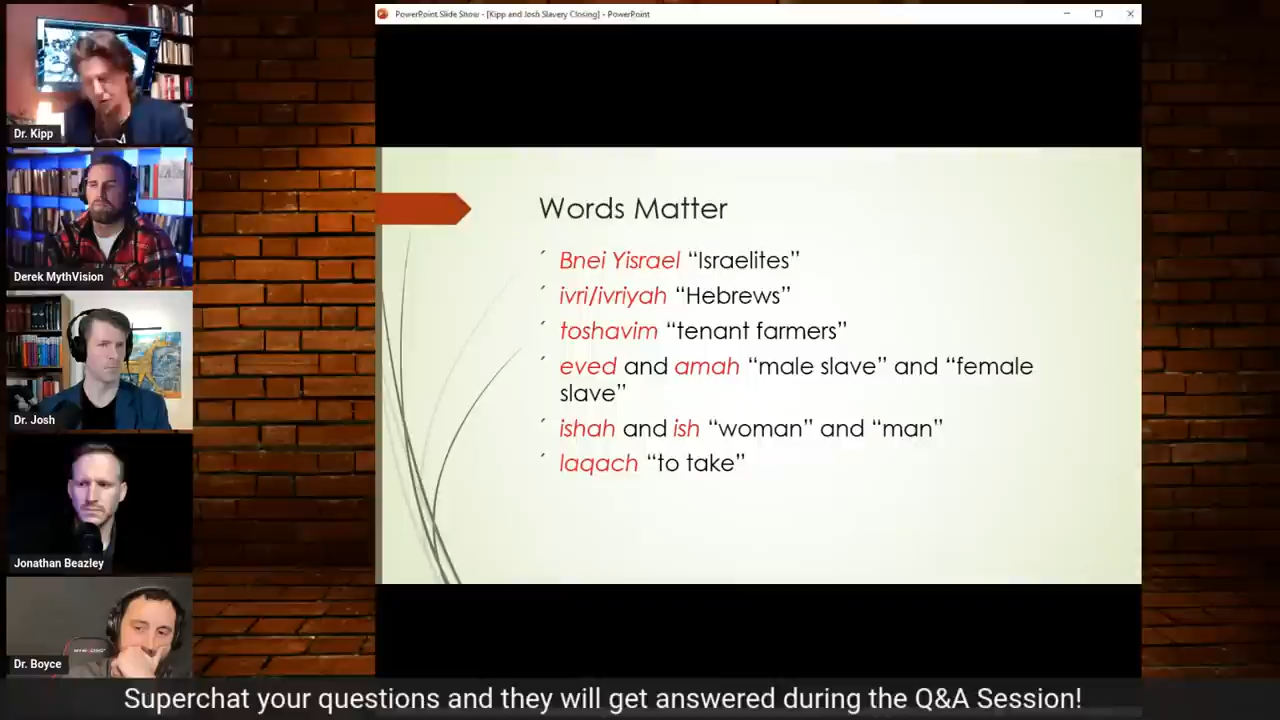 PowerPoint Slide Show - [Kipp and Josh Slavery Closing] - PowerPoint
Dr. Kipp
Derek MythVision
Dr. Josh
Jonathan Beazley
Dr. Boyce
Words Matter
Bnei Yisrael “Israelites”
ivri/ivriyah “Hebrews”
toshavim “tenant farmers”
eved and amah “male slave” and “female
slave”
ishah and ish “woman” and “man”
laqach “to take”
Superchat your questions and they will get answered during the Q&A Session!